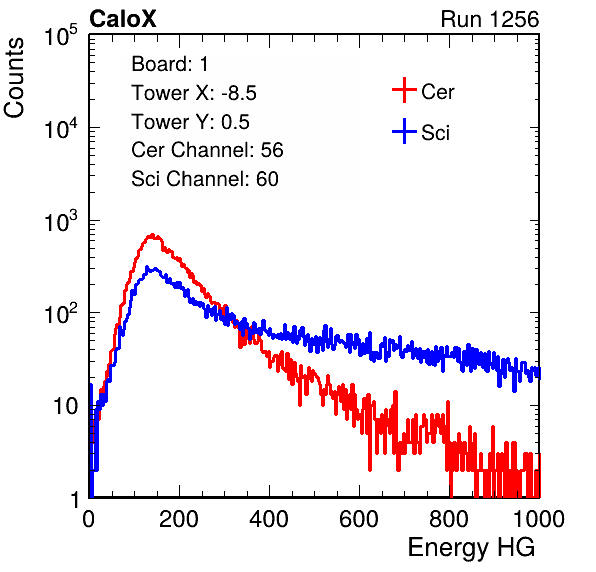 CaloX Run 1256
Counts
Board: 1
Tower X: -8.5
Tower Y: 0.5
Cer Channel: 56
Sci Channel: 60
Cer
Sci
10^5
10^4
10^3
10^2
10
1
0 200 400 600 800 1000
Energy HG